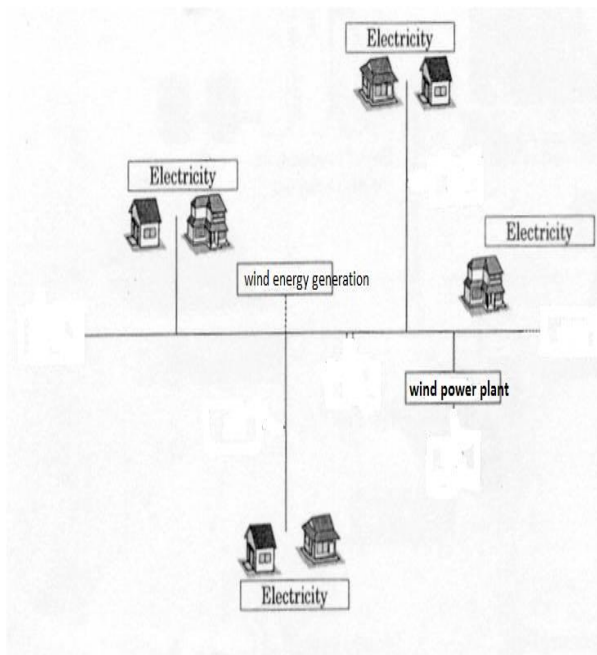 Electricity
Electricity
Electricity
wind energy generation
wind power plant
Electricity